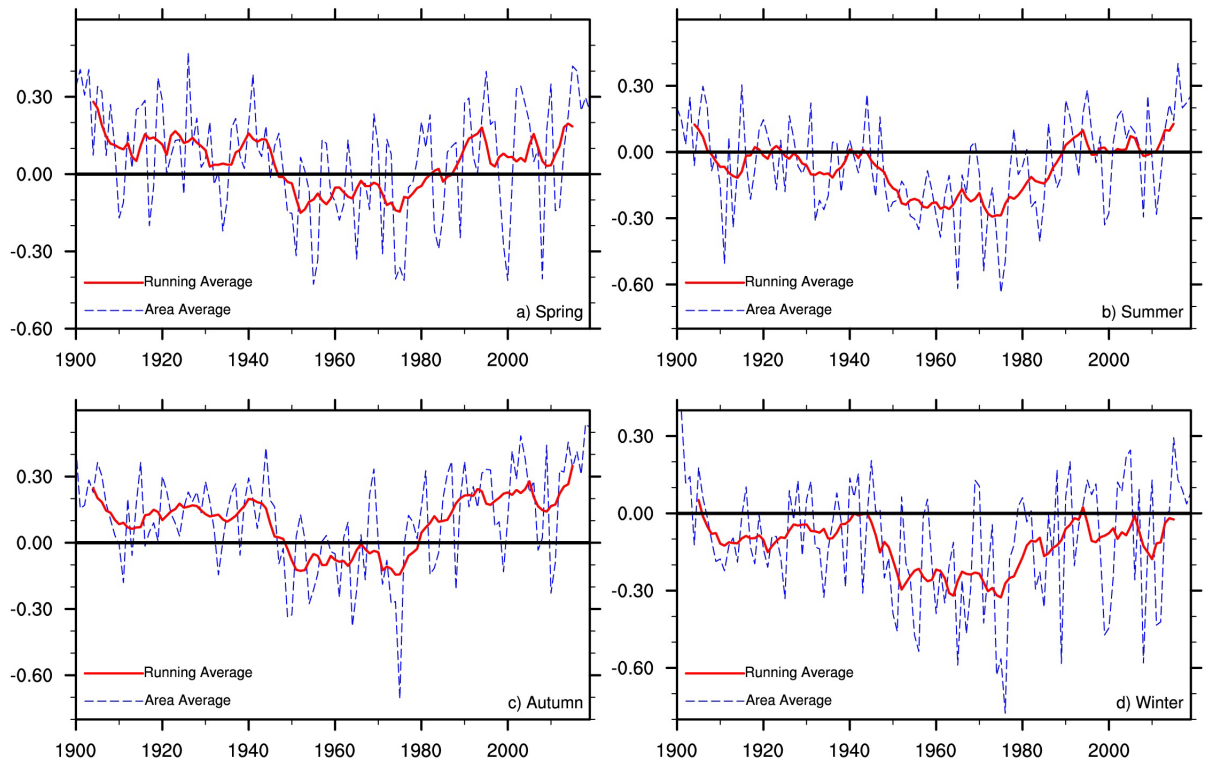 0.30
0.00
-0.30
-0.60
Running Average
Area Average
a) Spring
1900 1920 1940 1960 1980 2000
0.30
0.00
-0.30
-0.60
Running Average
Area Average
b) Summer
1900 1920 1940 1960 1980 2000
0.30
0.00
-0.30
-0.60
Running Average
Area Average
c) Autumn
1900 1920 1940 1960 1980 2000
0.30
0.00
-0.30
-0.60
Running Average
Area Average
d) Winter
1900 1920 1940 1960 1980 2000